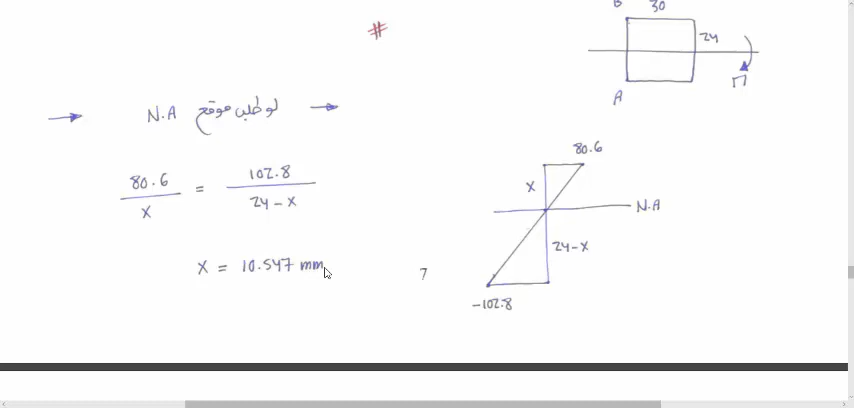 B 30
#
24
M
A
→ لو طلب موقع N.A →
80.6 / x = 102.8 / 24 - x
x = 10.547 mm
80.6
x
N.A
24-x
-102.8
7